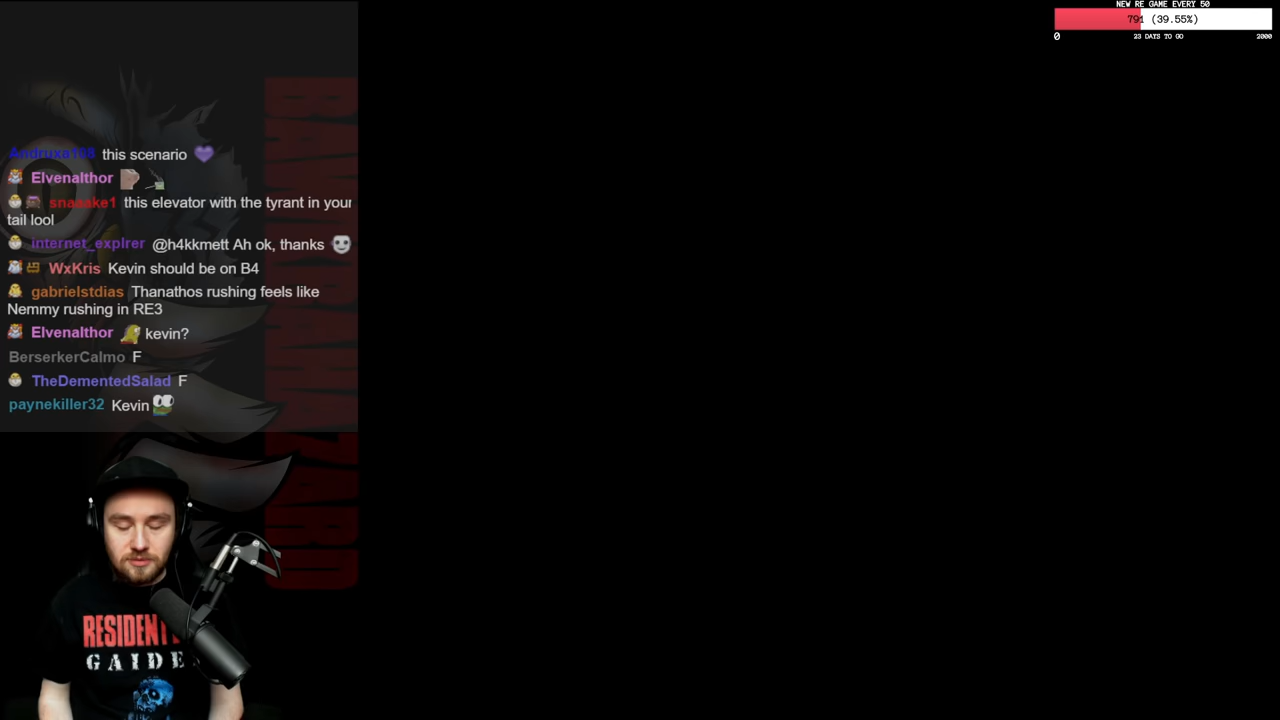 NEW RE GAME EVERY 50
791 (39.55%)
0
23 DAYS TO GO
2000
Andruxa108 this scenario
Elvenalthor
snaaake1 this elevator with the tyrant in your
tail lool
internet_explrer @h4kkmett Ah ok, thanks
WxKris Kevin should be on B4
gabrielstdias Thanathos rushing feels like
Nemmy rushing in RE3
Elvenalthor kevin?
BerserkerCalmo F
TheDementedSalad F
paynekiller32 Kevin
RESIDENT
GAIDE